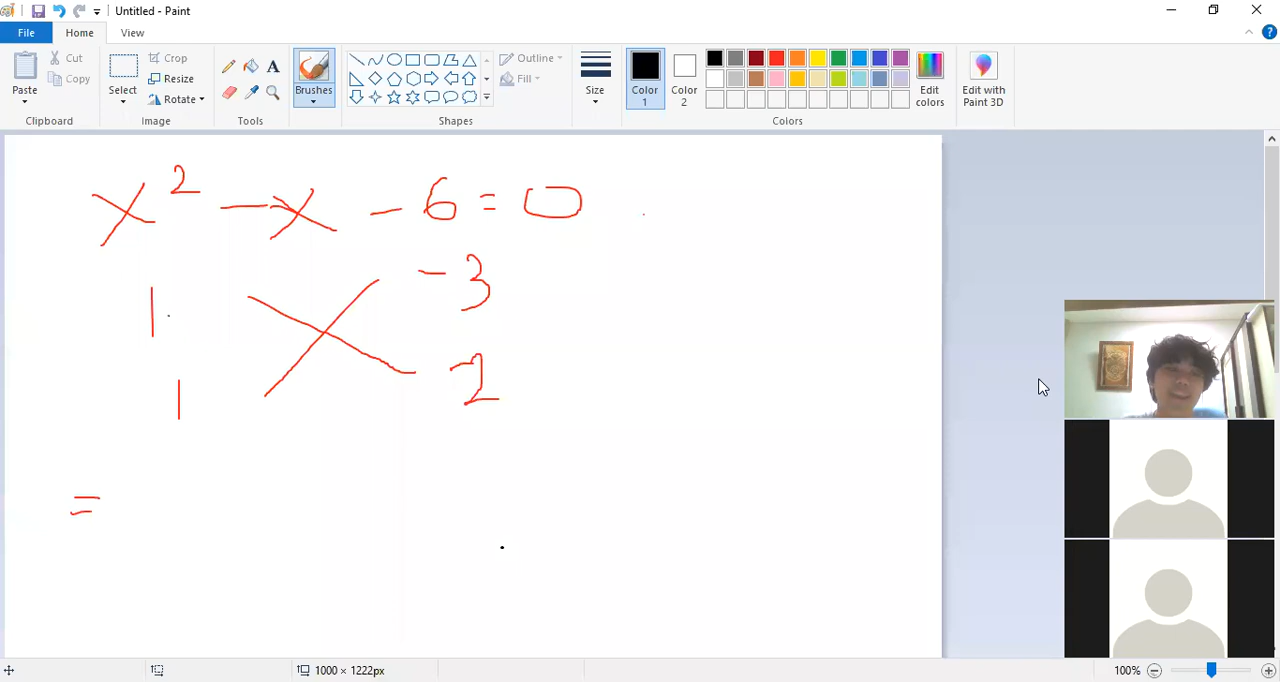 Untitled - Paint
File Home View
Paste
Cut
Copy
Clipboard
Select
Crop
Resize
Rotate
Image
A
Tools
Brushes
Outline
Fill
Shapes
Size
Color 1
Color 2
Edit colors
Colors
Edit with Paint 3D
x² - x - 6 = 0
1 -3
1 2
=
1000 × 1222px
100%